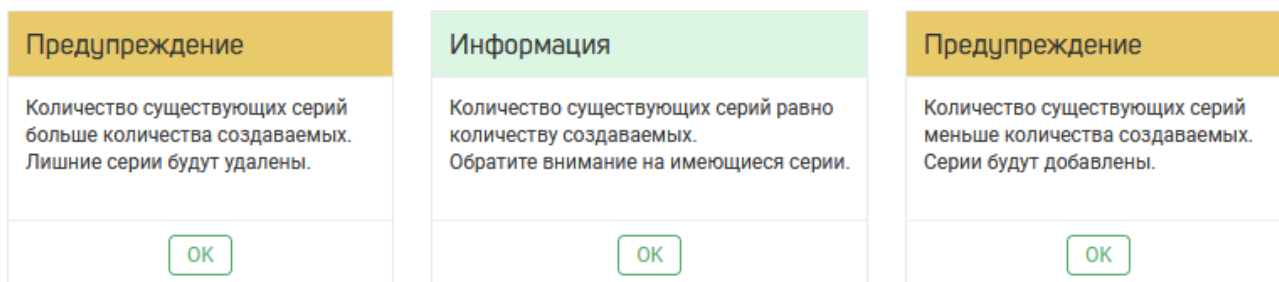 Предупреждение
Количество существующих серий
больше количества создаваемых.
Лишние серии будут удалены.
OK
Информация
Количество существующих серий равно
количеству создаваемых.
Обратите внимание на имеющиеся серии.
OK
Предупреждение
Количество существующих серий
меньше количества создаваемых.
Серии будут добавлены.
OK